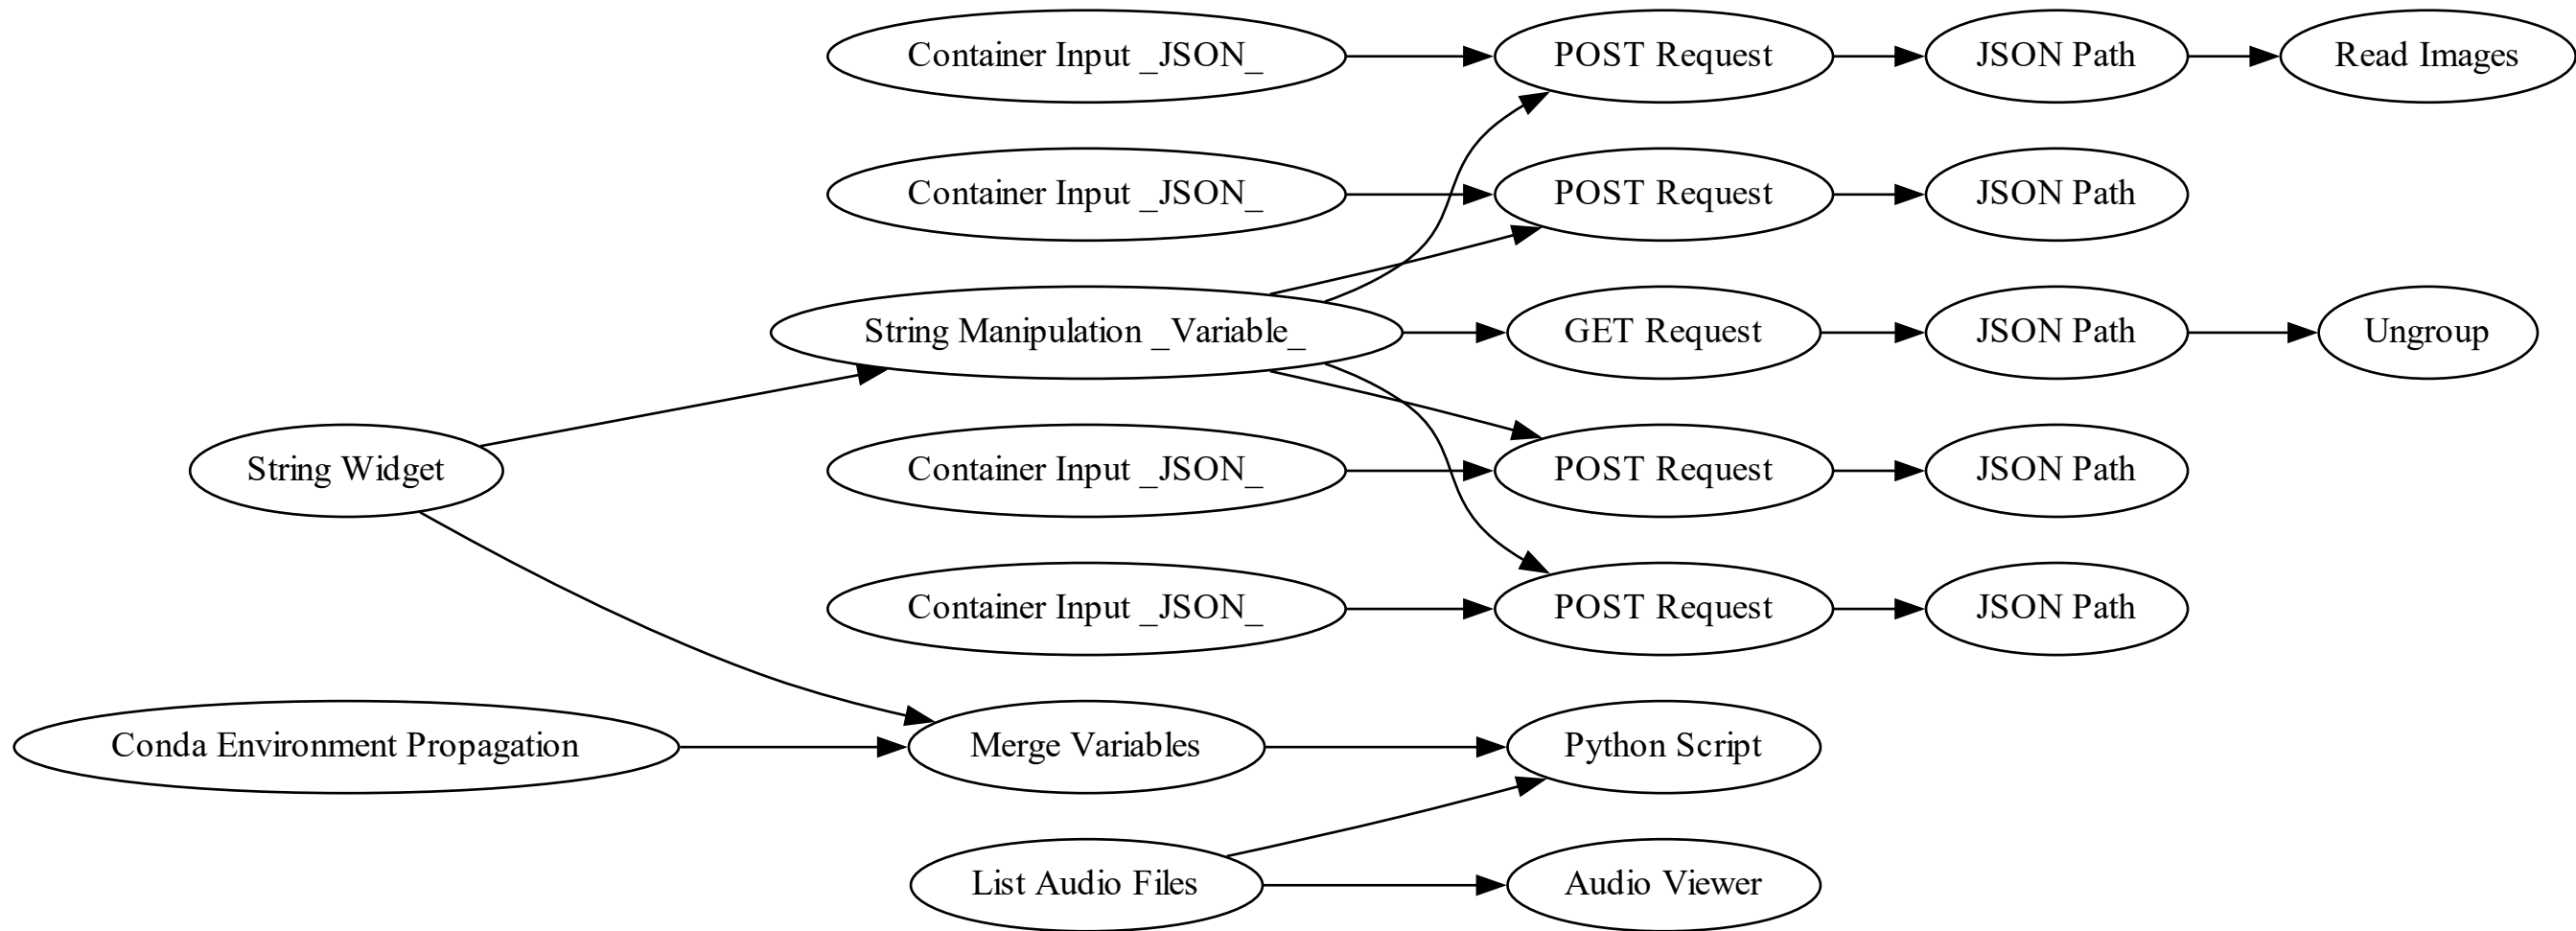 Container Input _JSON_
POST Request
JSON Path
Read Images
Container Input _JSON_
POST Request
JSON Path
String Manipulation _Variable_
GET Request
JSON Path
Ungroup
String Widget
Container Input _JSON_
POST Request
JSON Path
Container Input _JSON_
POST Request
JSON Path
Conda Environment Propagation
Merge Variables
Python Script
List Audio Files
Audio Viewer